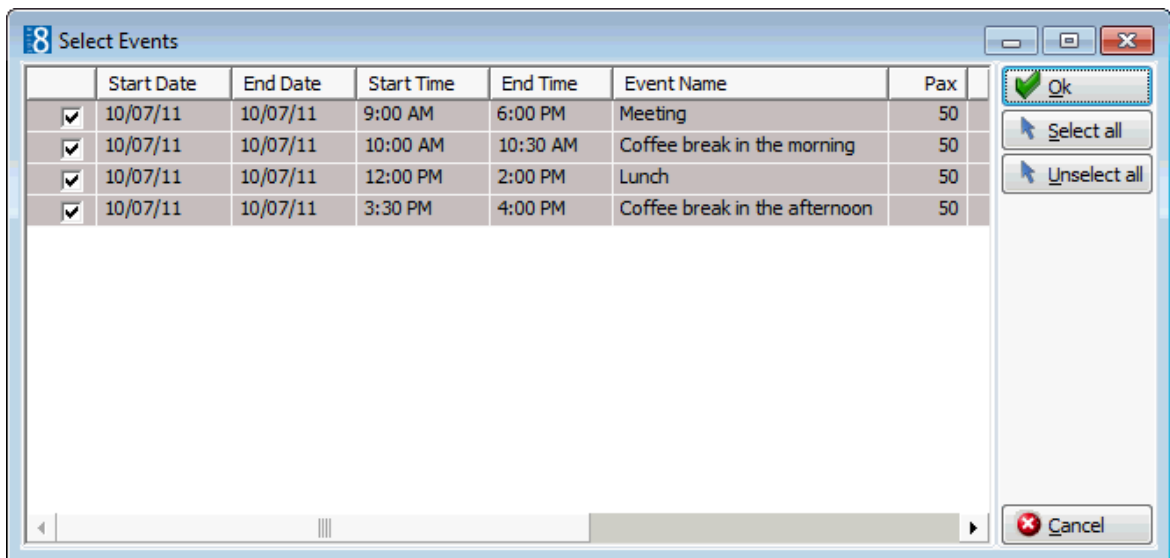 8 Select Events
Start Date End Date Start Time End Time Event Name Pax
10/07/11 10/07/11 9:00 AM 6:00 PM Meeting 50
10/07/11 10/07/11 10:00 AM 10:30 AM Coffee break in the morning 50
10/07/11 10/07/11 12:00 PM 2:00 PM Lunch 50
10/07/11 10/07/11 3:30 PM 4:00 PM Coffee break in the afternoon 50
Ok
Select all
Unselect all
Cancel